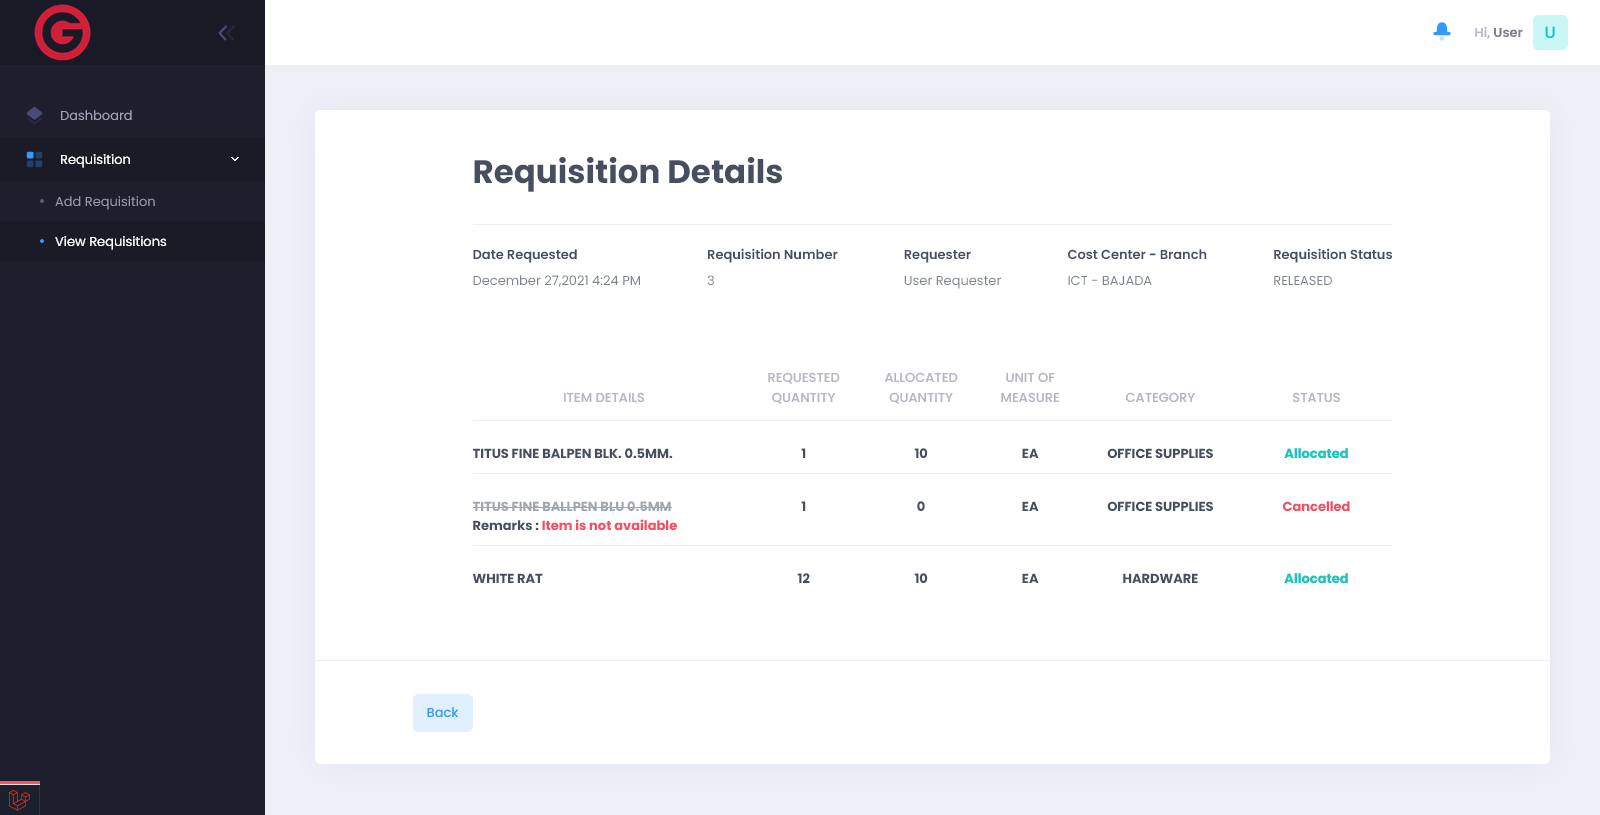 G
Hi, User
U
Dashboard
Requisition
Add Requisition
View Requisitions
Requisition Details
Date Requested
Requisition Number
Requester
Cost Center - Branch
Requisition Status
December 27,2021 4:24 PM
3
User Requester
ICT - BAJADA
RELEASED
ITEM DETAILS
REQUESTED
QUANTITY
ALLOCATED
QUANTITY
UNIT OF
MEASURE
CATEGORY
STATUS
TITUS FINE BALPEN BLK. 0.5MM.
1
10
EA
OFFICE SUPPLIES
Allocated
TITUS FINE BALLPEN BLU 0.5MM
1
0
EA
OFFICE SUPPLIES
Cancelled
Remarks : Item is not available
WHITE RAT
12
10
EA
HARDWARE
Allocated
Back